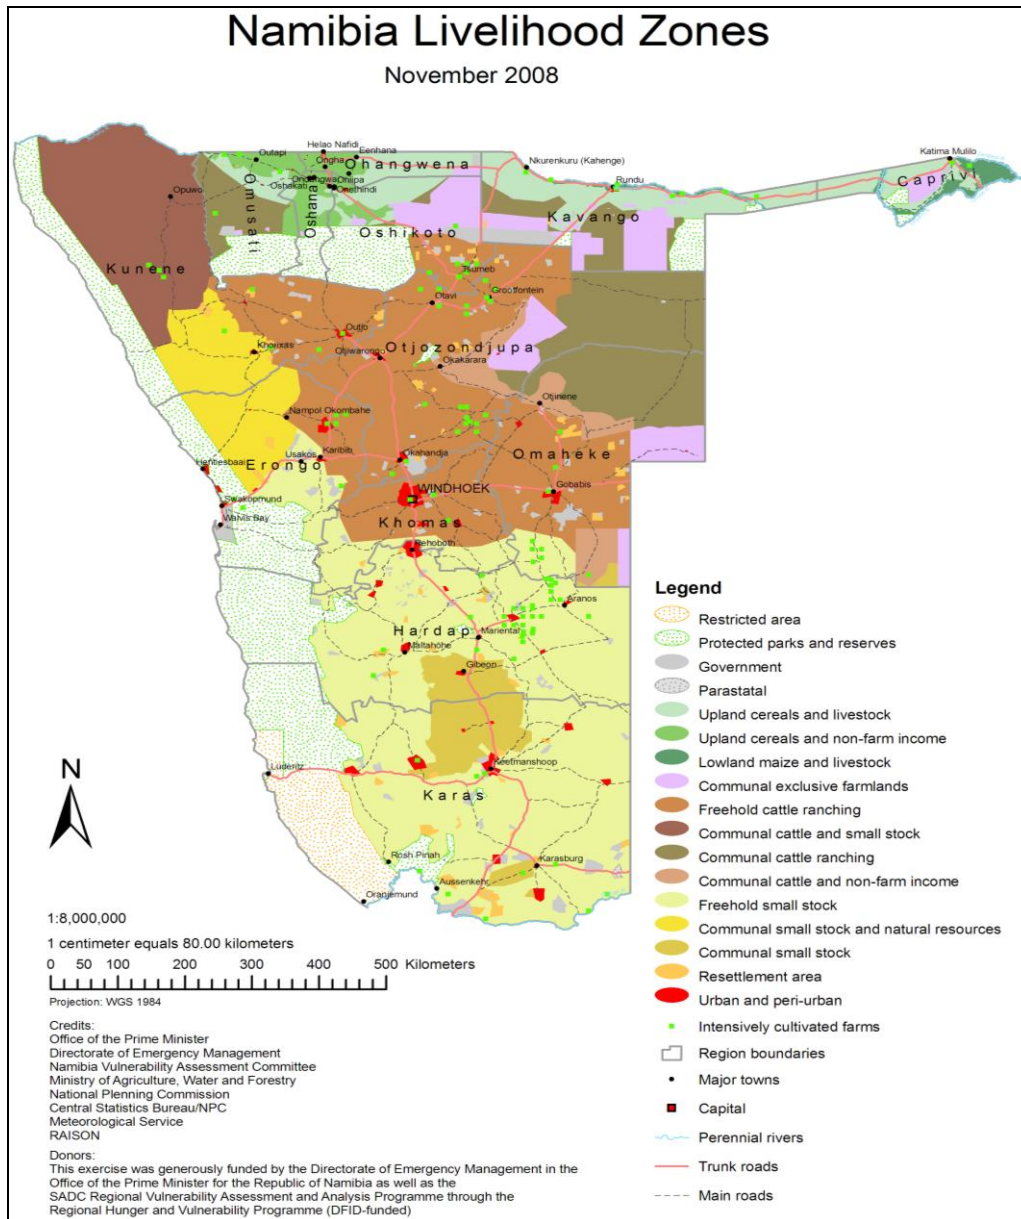 Namibia Livelihood Zones
November 2008
Helao Nafidi
Outapi
Eenhana
Ongha
Ohangwena
Nkurenkuru (Kahenge)
Katima Mulilo
Ondangwa
Oniipa
Oshakati
Onethindi
Rundu
Caprivi
Opuwo
Omusati
Oshana
Kavango
Oshikoto
Kunene
Tsumeb
Grootfontein
Otavi
Outjo
Khorixas
Otjiwarongo
Otjozondjupa
Okakarara
Otjinene
Nampol Okombahe
Omaheke
Usakos
Karibib
Okahandja
Erongo
Hentiesbaai
WINDHOEK
Gobabis
Swakopmund
Walvis Bay
Khomas
Rehoboth
Aranos
Hardap
Mariental
Maltahohe
Gibeon
Luderitz
Keetmanshoop
Karas
Rosh Pinah
Karasburg
Aussenkehr
Oranjemund
N
Legend
Restricted area
Protected parks and reserves
Government
Parastatal
Upland cereals and livestock
Upland cereals and non-farm income
Lowland maize and livestock
Communal exclusive farmlands
Freehold cattle ranching
Communal cattle and small stock
Communal cattle ranching
Communal cattle and non-farm income
Freehold small stock
Communal small stock and natural resources
Communal small stock
Resettlement area
Urban and peri-urban
Intensively cultivated farms
Region boundaries
Major towns
Capital
Perennial rivers
Trunk roads
Main roads
1:8,000,000
1 centimeter equals 80.00 kilometers
0 50 100 200 300 400 500 Kilometers
Projection: WGS 1984
Credits:
Office of the Prime Minister
Directorate of Emergency Management
Namibia Vulnerability Assessment Committee
Ministry of Agriculture, Water and Forestry
National Planning Commission
Central Statistics Bureau/NPC
Meteorological Service
RAISON
Donors:
This exercise was generously funded by the Directorate of Emergency Management in the
Office of the Prime Minister for the Republic of Namibia as well as the
SADC Regional Vulnerability Assessment and Analysis Programme through the
Regional Hunger and Vulnerability Programme (DFID-funded)